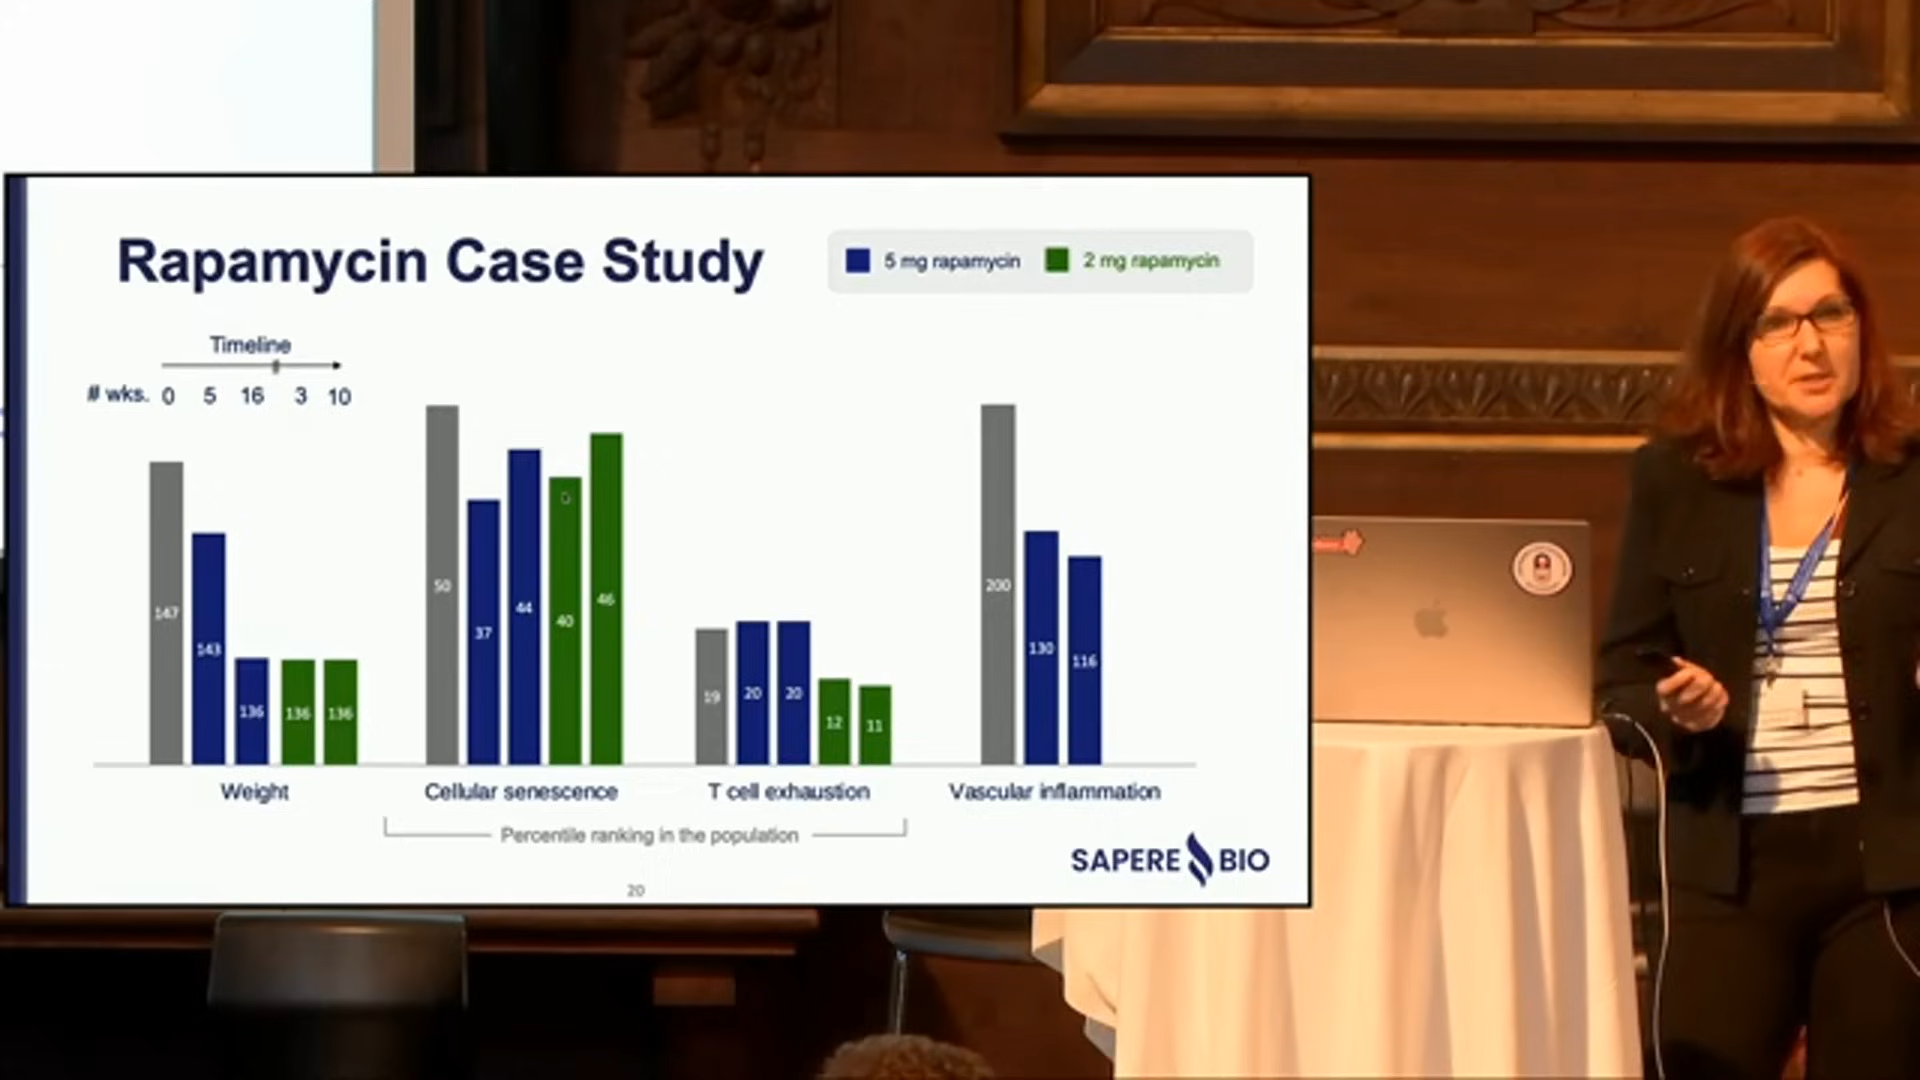 Rapamycin Case Study
5 mg rapamycin 2 mg rapamycin
Timeline
# wks. 0 5 16 3 10
147 143 136 136 136
50 37 44 40 46
19 20 20 12 11
200 130 116
Weight Cellular senescence T cell exhaustion Vascular inflammation
Percentile ranking in the population
SAPERE BIO
20